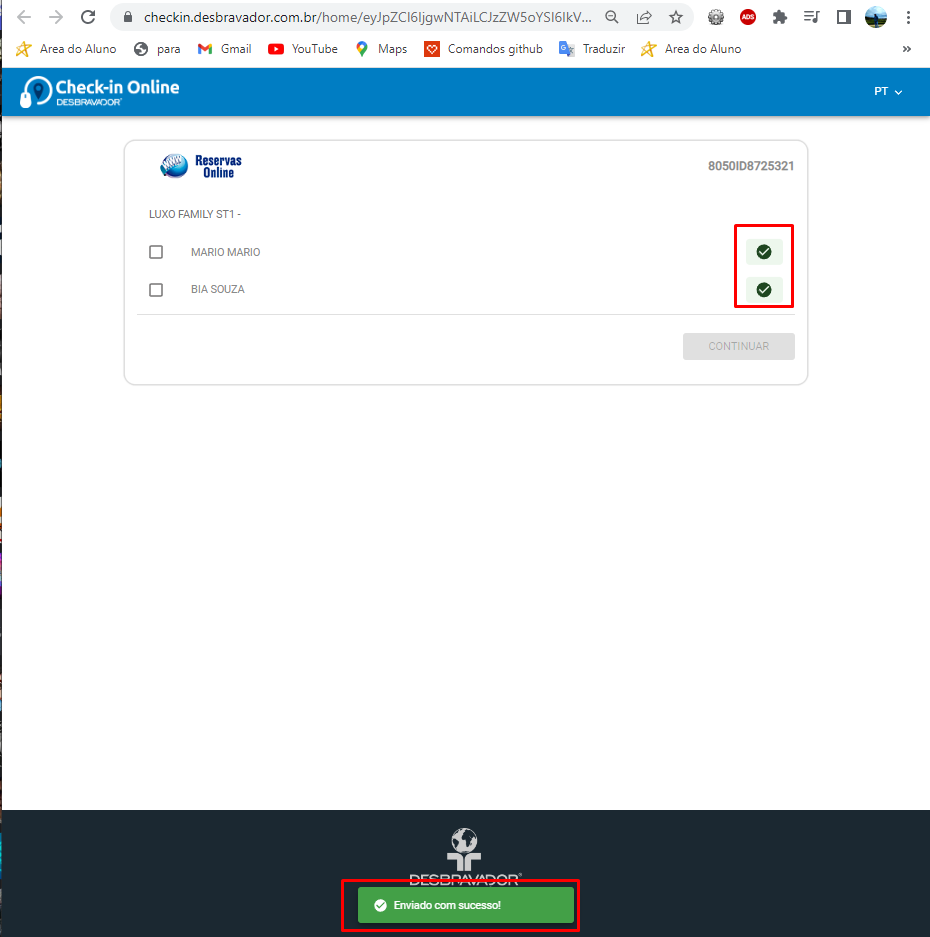 checkin.desbravador.com.br/home/eyJpZCI6IjgwNTAiLCJzZW5oYSI6IkV...
ADS
Area do Aluno para Gmail YouTube Maps Comandos github Traduzir Area do Aluno »
Check-in Online
DESBRAVADOR
PT
Reservas
Online
8050ID8725321
LUXO FAMILY ST1 -
MARIO MARIO
BIA SOUZA
CONTINUAR
DESBRAVADOR
Enviado com sucesso!